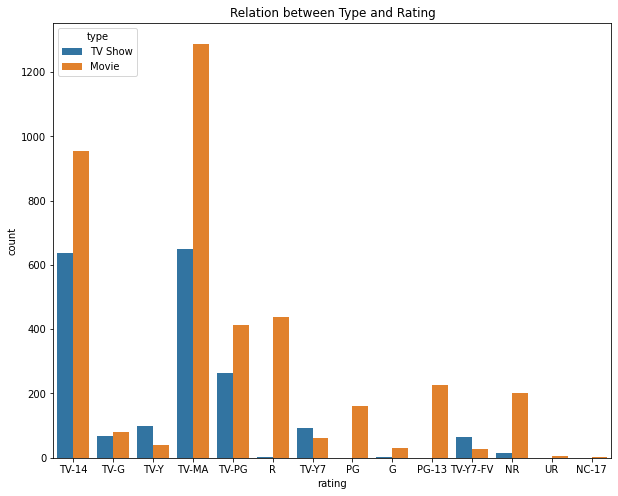 Relation between Type and Rating
type
TV Show
Movie
1200
1000
800
600
400
200
0
count
TV-14 TV-G TV-Y TV-MA TV-PG R TV-Y7 PG G PG-13 TV-Y7-FV NR UR NC-17
rating